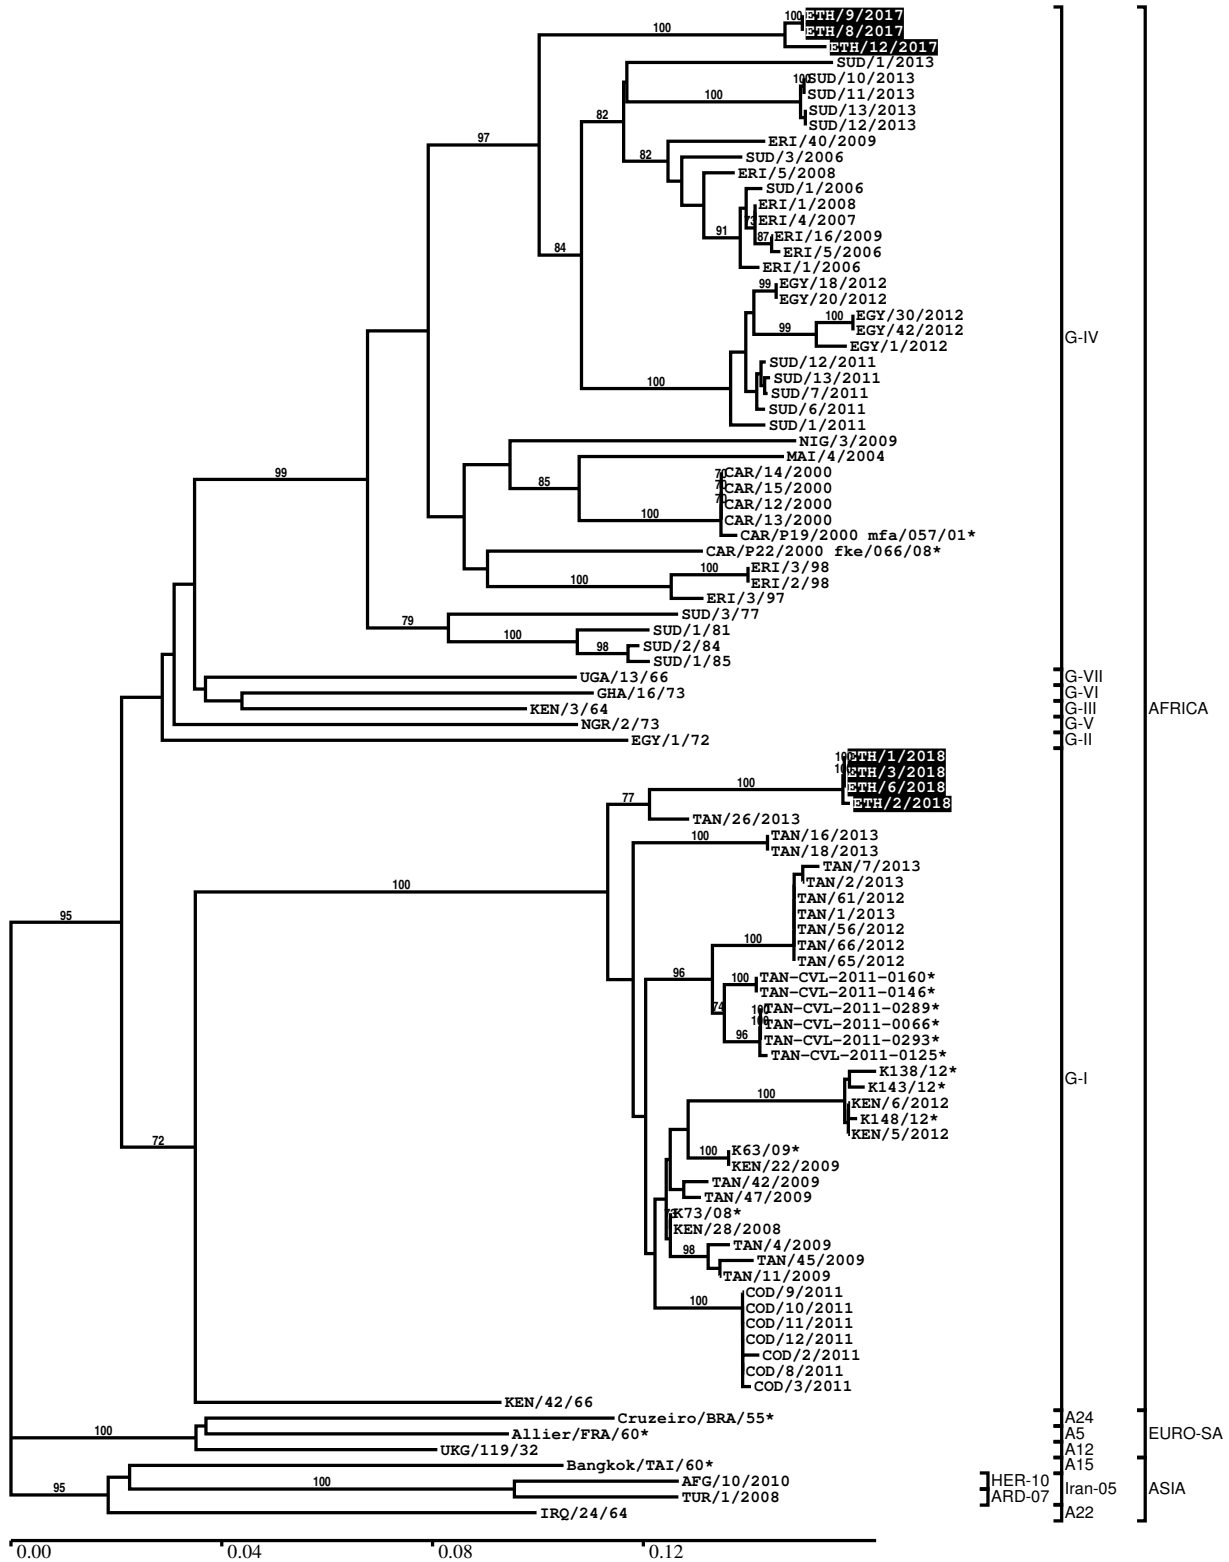 100 ETH/9/2017
100 ETH/8/2017
ETH/12/2017
SUD/1/2013
100 SUD/10/2013
100 SUD/11/2013
SUD/13/2013
82 SUD/12/2013
97 ERI/40/2009
82 SUD/3/2006
ERI/5/2008
SUD/1/2006
ERI/1/2008
73 ERI/4/2007
91 87 ERI/16/2009
84 ERI/5/2006
ERI/1/2006
99 EGY/18/2012
EGY/20/2012
100 EGY/30/2012
99 EGY/42/2012
G-IV
EGY/1/2012
SUD/12/2011
100 SUD/13/2011
SUD/7/2011
SUD/6/2011
SUD/1/2011
NIG/3/2009
MAI/4/2004
99 70 CAR/14/2000
85 70 CAR/15/2000
70 CAR/12/2000
100 CAR/13/2000
CAR/P19/2000 mfa/057/01*
CAR/P22/2000 fke/066/08*
100 ERI/3/98
100 ERI/2/98
ERI/3/97
SUD/3/77
79 SUD/1/81
100 98 SUD/2/84
SUD/1/85
UGA/13/66 G-VII
GHA/16/73 G-VI
KEN/3/64 G-III AFRICA
NGR/2/73 G-V
EGY/1/72 G-II
100 ETH/1/2018
100 ETH/3/2018
100 ETH/6/2018
77 ETH/2/2018
TAN/26/2013
100 TAN/16/2013
TAN/18/2013
TAN/7/2013
100 TAN/2/2013
TAN/61/2012
95 TAN/1/2013
TAN/56/2012
100 TAN/66/2012
TAN/65/2012
96 100 TAN-CVL-2011-0160*
TAN-CVL-2011-0146*
74 100 TAN-CVL-2011-0289*
100 TAN-CVL-2011-0066*
96 TAN-CVL-2011-0293*
TAN-CVL-2011-0125*
K138/12*
G-I
K143/12*
100 KEN/6/2012
K148/12*
KEN/5/2012
72 100 K63/09*
KEN/22/2009
TAN/42/2009
TAN/47/2009
K73/08*
KEN/28/2008
98 TAN/4/2009
TAN/45/2009
TAN/11/2009
COD/9/2011
100 COD/10/2011
COD/11/2011
COD/12/2011
COD/2/2011
COD/8/2011
COD/3/2011
KEN/42/66
Cruzeiro/BRA/55* A24
100 Allier/FRA/60* A5 EURO-SA
UKG/119/32 A12
Bangkok/TAI/60* A15
100 AFG/10/2010 HER-10
95 Iran-05 ASIA
TUR/1/2008 ARD-07
IRQ/24/64 A22
0.00 0.04 0.08 0.12